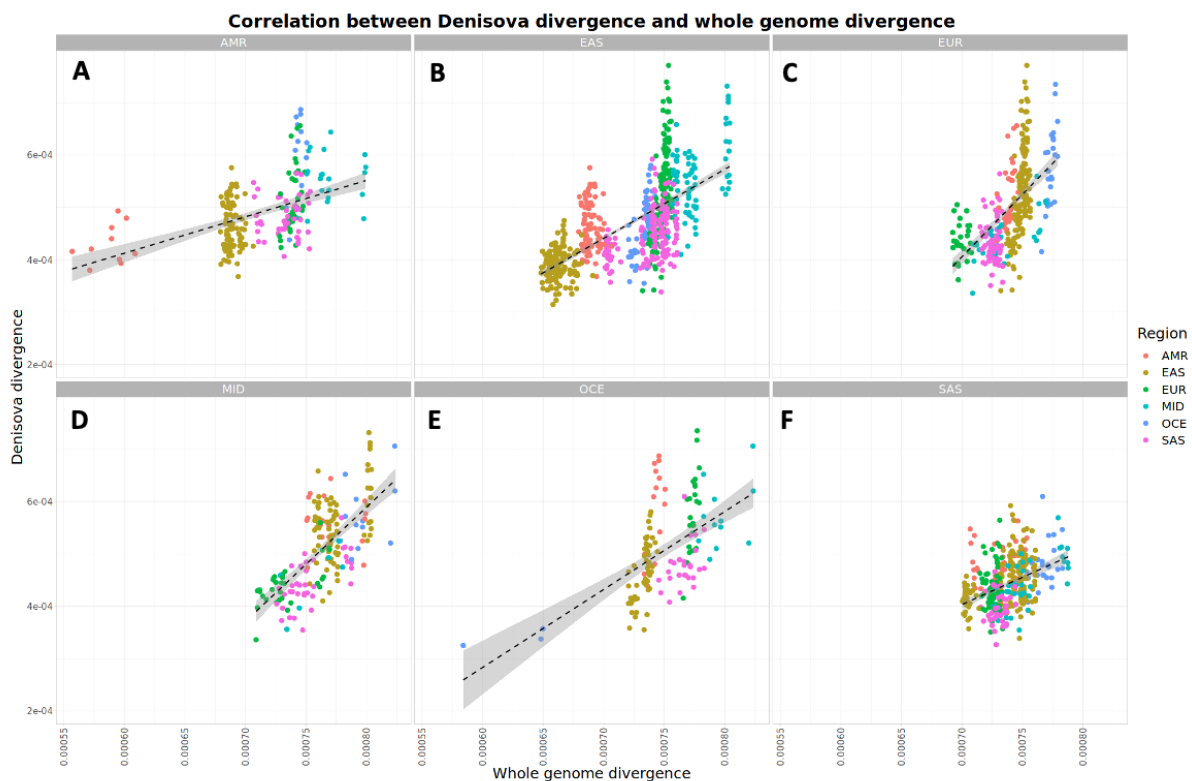 Correlation between Denisova divergence and whole genome divergence
AMR
EAS
EUR
A
B
C
6e-04
4e-04
2e-04
MID
OCE
SAS
D
E
F
6e-04
4e-04
2e-04
Denisova divergence
0.00055
0.00060
0.00065
0.00070
0.00075
0.00080
0.00055
0.00060
0.00065
0.00070
0.00075
0.00080
0.00055
0.00060
0.00065
0.00070
0.00075
0.00080
Whole genome divergence
Region
AMR
EAS
EUR
MID
OCE
SAS